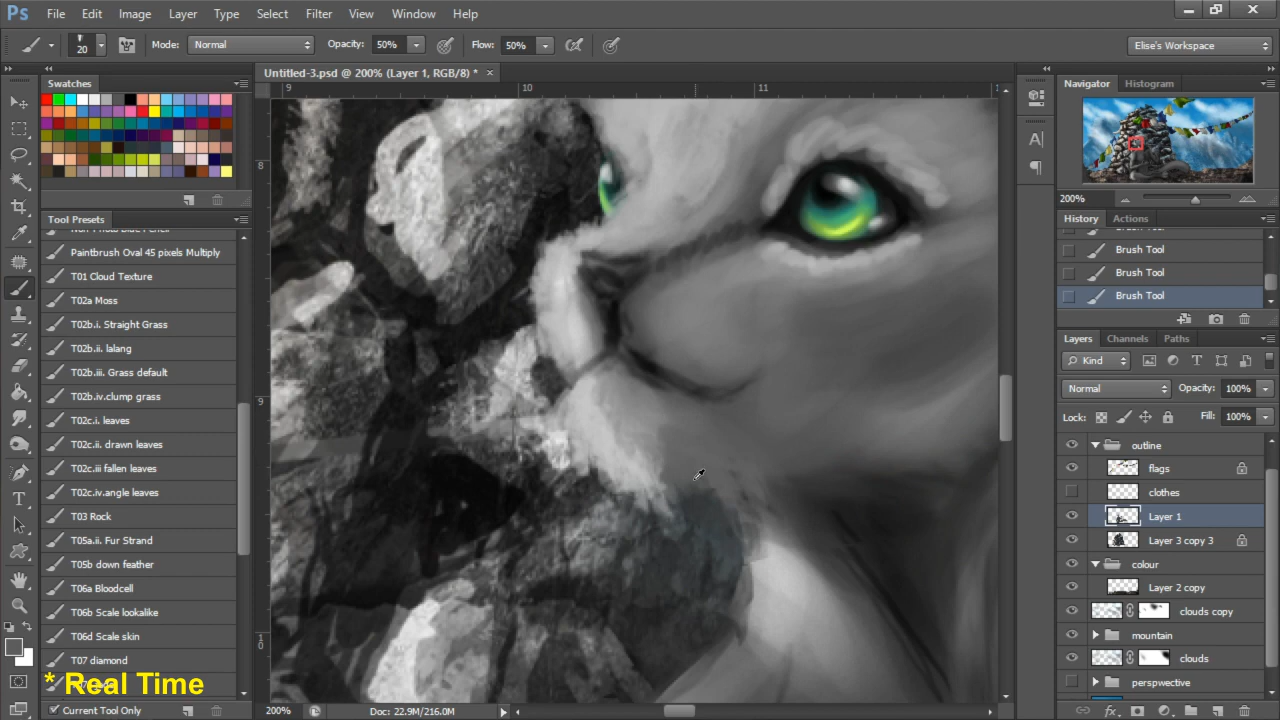 Ps File Edit Image Layer Type Select Filter View Window Help
20 Mode: Normal Opacity: 50% Flow: 50% Elise's Workspace
Swatches
Untitled-3.psd @ 200% (Layer 1, RGB/8) * ×
9 10 11
8
9
10
Tool Presets
Paintbrush Oval 45 pixels Multiply
T01 Cloud Texture
T02a Moss
T02b.i. Straight Grass
T02b.ii. lalang
T02b.iii. Grass default
T02b.iv.clump grass
T02c.i. leaves
T02c.ii. drawn leaves
T02c.iii fallen leaves
T02c.iv.angle leaves
T03 Rock
T05a.ii. Fur Strand
T05b down feather
T06a Bloodcell
T06b Scale lookalike
T06d Scale skin
T07 diamond
* Real Time
Current Tool Only
200% Doc: 22.9M/216.0M
Navigator Histogram
200%
History Actions
Brush Tool
Brush Tool
Brush Tool
Layers Channels Paths
Kind
Normal Opacity: 100%
Lock: Fill: 100%
outline
flags
clothes
Layer 1
Layer 3 copy 3
colour
Layer 2 copy
clouds copy
mountain
clouds
perspwective